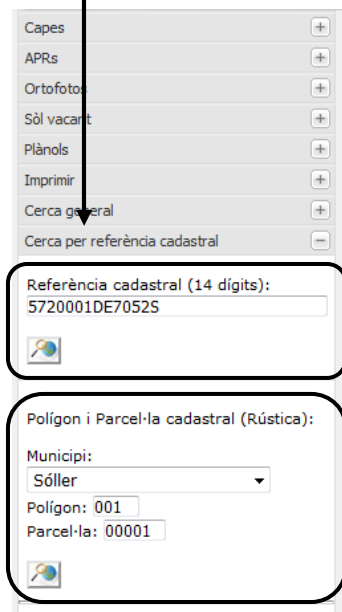 Capes
APRs
Ortofotos
Sòl vacant
Plànols
Imprimir
Cerca general
Cerca per referència cadastral
Referència cadastral (14 dígits):
5720001DE7052S
Polígon i Parcel·la cadastral (Rústica):
Municipi:
Sóller
Polígon: 001
Parcel·la: 00001